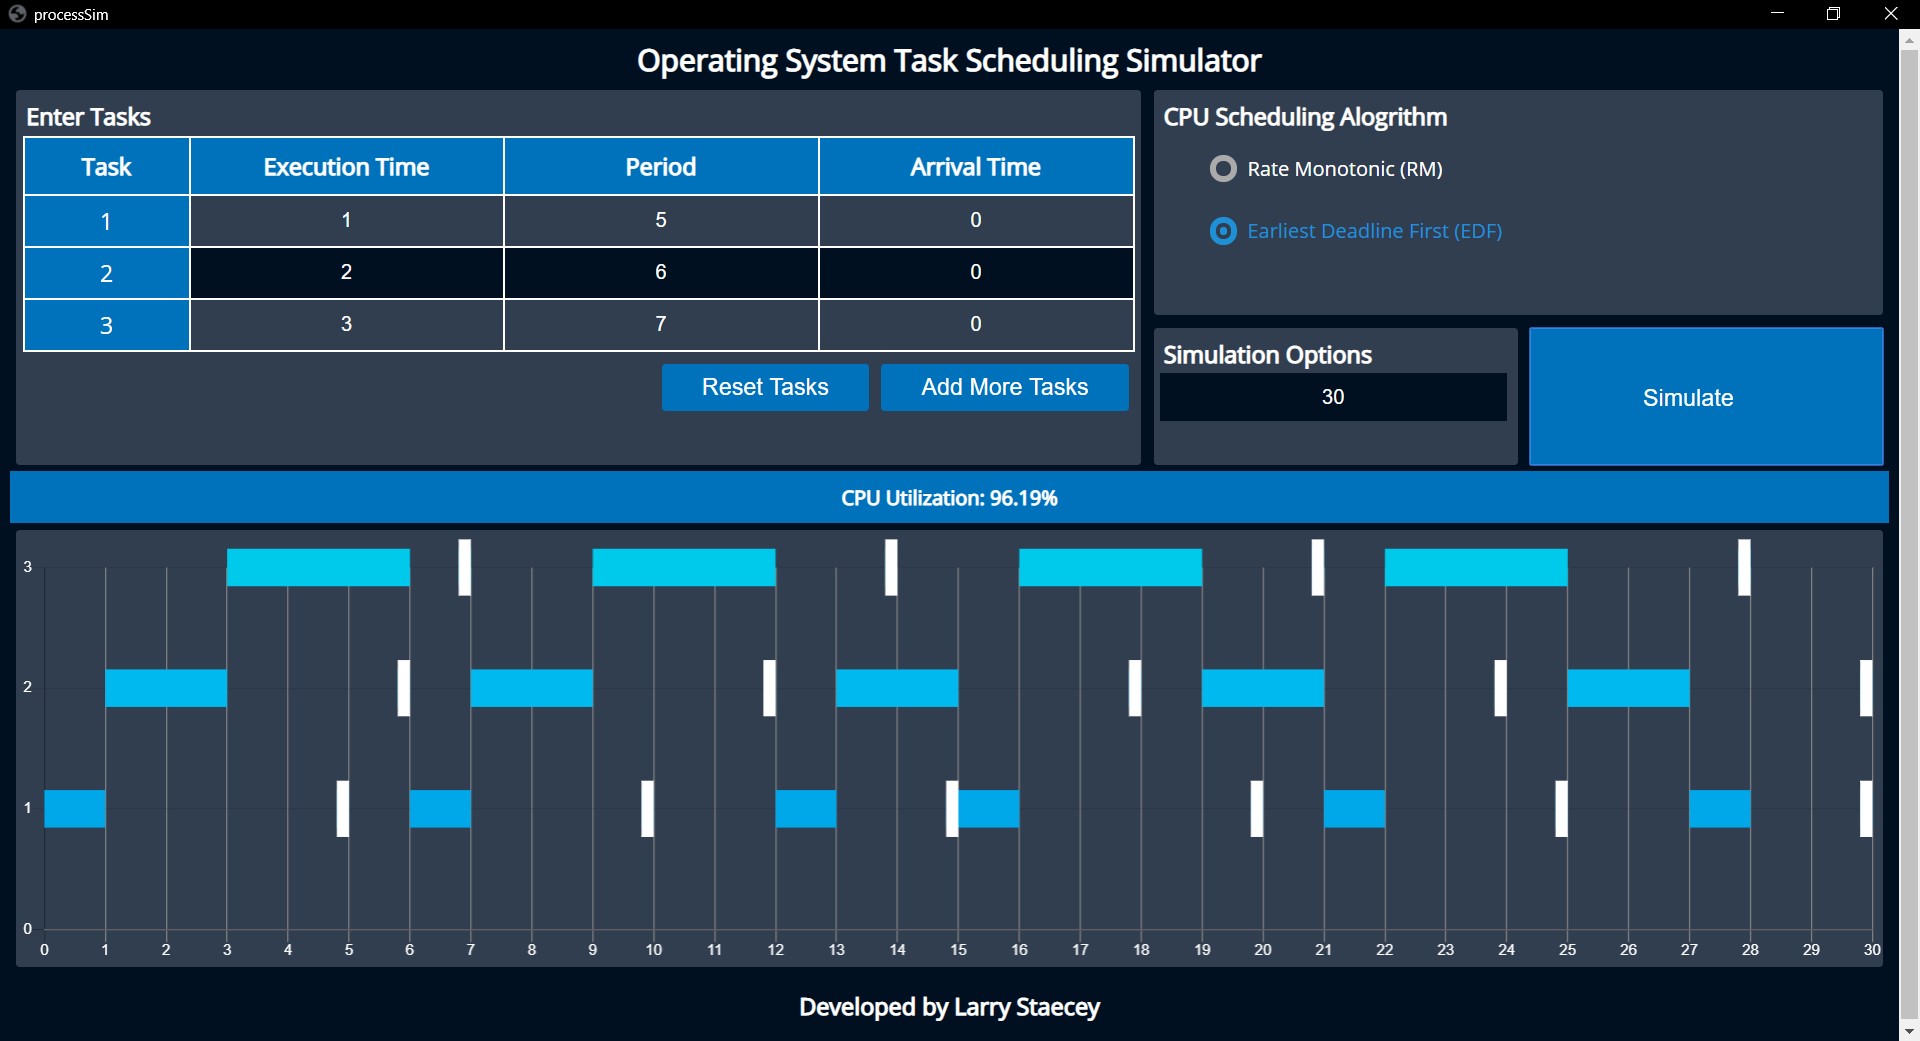 processSim
Operating System Task Scheduling Simulator
Enter Tasks
Task Execution Time Period Arrival Time
1 1 5 0
2 2 6 0
3 3 7 0
Reset Tasks Add More Tasks
CPU Scheduling Alogrithm
Rate Monotonic (RM)
Earliest Deadline First (EDF)
Simulation Options
30
Simulate
CPU Utilization: 96.19%
3
2
1
0
0 1 2 3 4 5 6 7 8 9 10 11 12 13 14 15 16 17 18 19 20 21 22 23 24 25 26 27 28 29 30
Developed by Larry Staecey